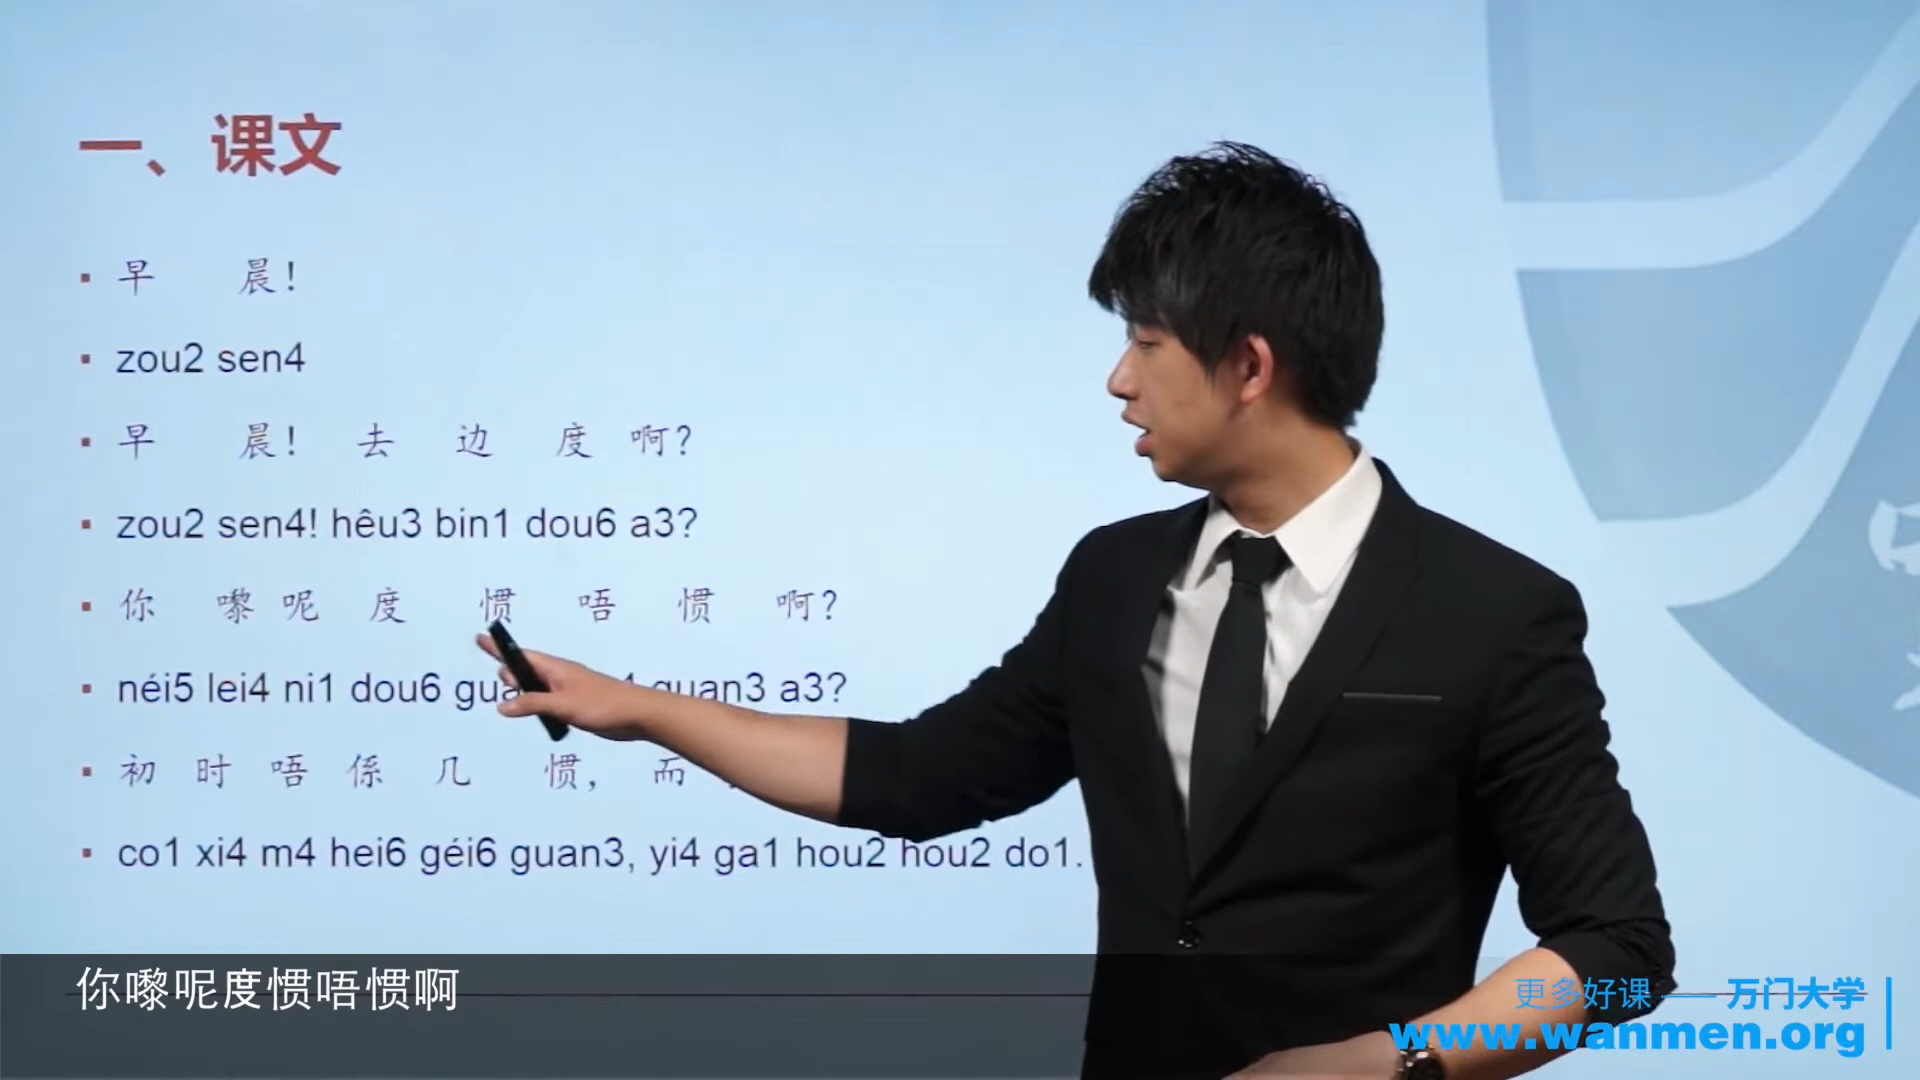 一、课文
早 晨!
zou2 sen4
早 晨! 去 边 度 啊?
zou2 sen4! hêu3 bin1 dou6 a3?
你 嚟 呢 度 惯 唔 惯 啊?
néi5 lei4 ni1 dou6 guan3 a3?
初 时 唔 係 几 惯, 而
co1 xi4 m4 hei6 géi6 guan3, yi4 ga1 hou2 hou2 do1.
你嚟呢度惯唔惯啊
更多好课 —— 万门大学
www.wanmen.org